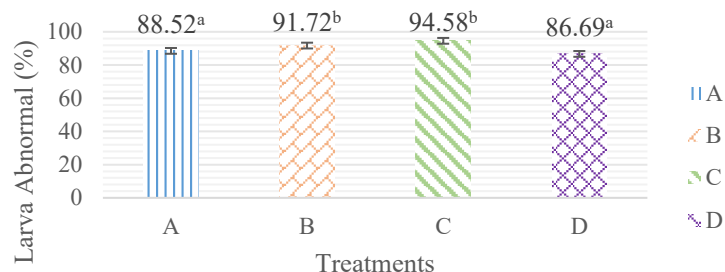 88.52ᵃ 91.72ᵇ 94.58ᵇ 86.69ᵃ
Larva Abnormal (%)
100
80
60
40
20
0
A B C D
Treatments
A
B
C
D